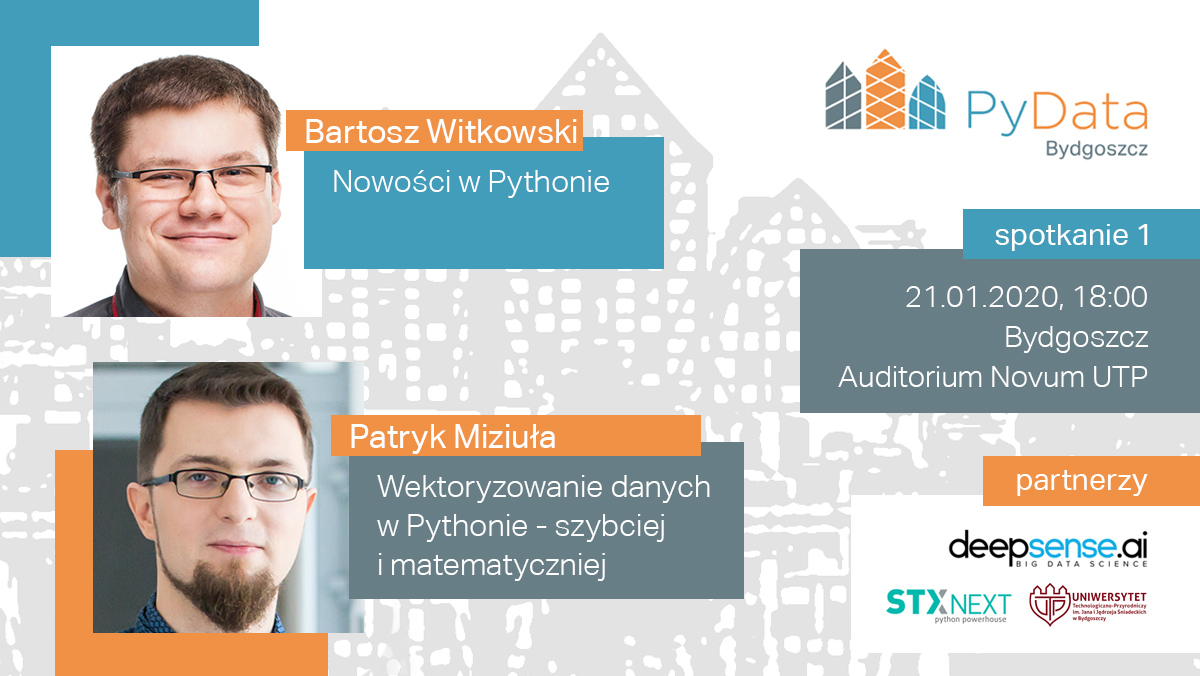 Bartosz Witkowski
Nowości w Pythonie
Patryk Miziuła
Wektoryzowanie danych
w Pythonie - szybciej
i matematyczniej
PyData
Bydgoszcz
spotkanie 1
21.01.2020, 18:00
Bydgoszcz
Auditorium Novum UTP
partnerzy
deepsense.ai
BIG DATA SCIENCE
STX NEXT
python powerhouse
UNIWERSYTET
Technologiczno-Przyrodniczy
im. Jana i Jędrzeja Śniadeckich
w Bydgoszczy